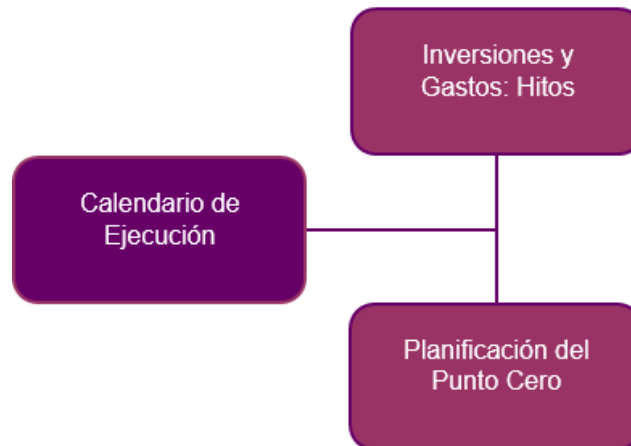 Inversiones y
Gastos: Hitos
Calendario de
Ejecución
Planificación del
Punto Cero